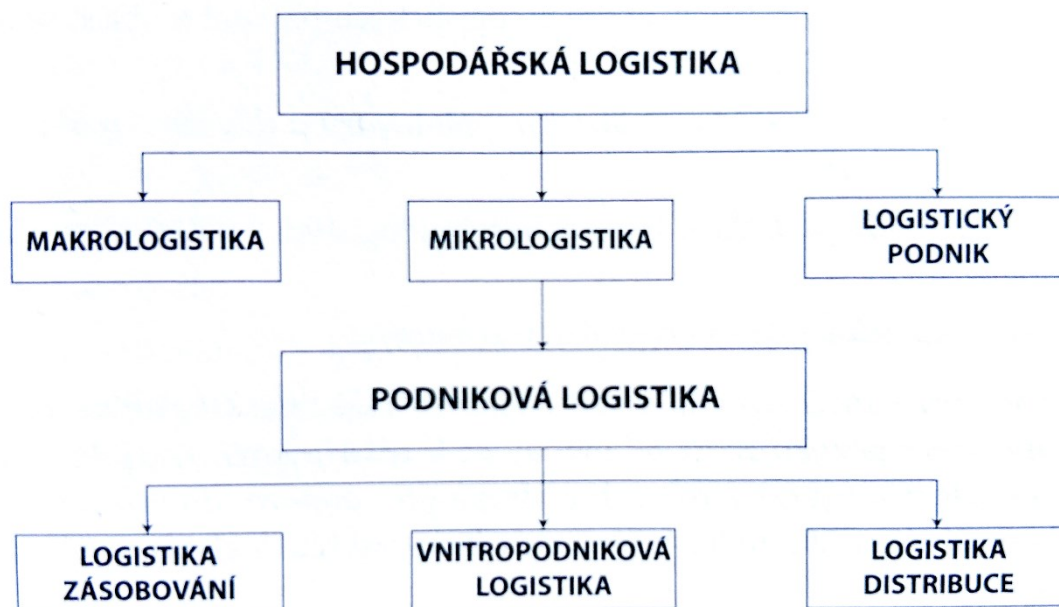 HOSPODÁŘSKÁ LOGISTIKA
MAKROLOGISTIKA
MIKROLOGISTIKA
LOGISTICKÝ
PODNIK
PODNIKOVÁ LOGISTIKA
LOGISTIKA
ZÁSOBOVÁNÍ
VNITROPODNIKOVÁ
LOGISTIKA
LOGISTIKA
DISTRIBUCE